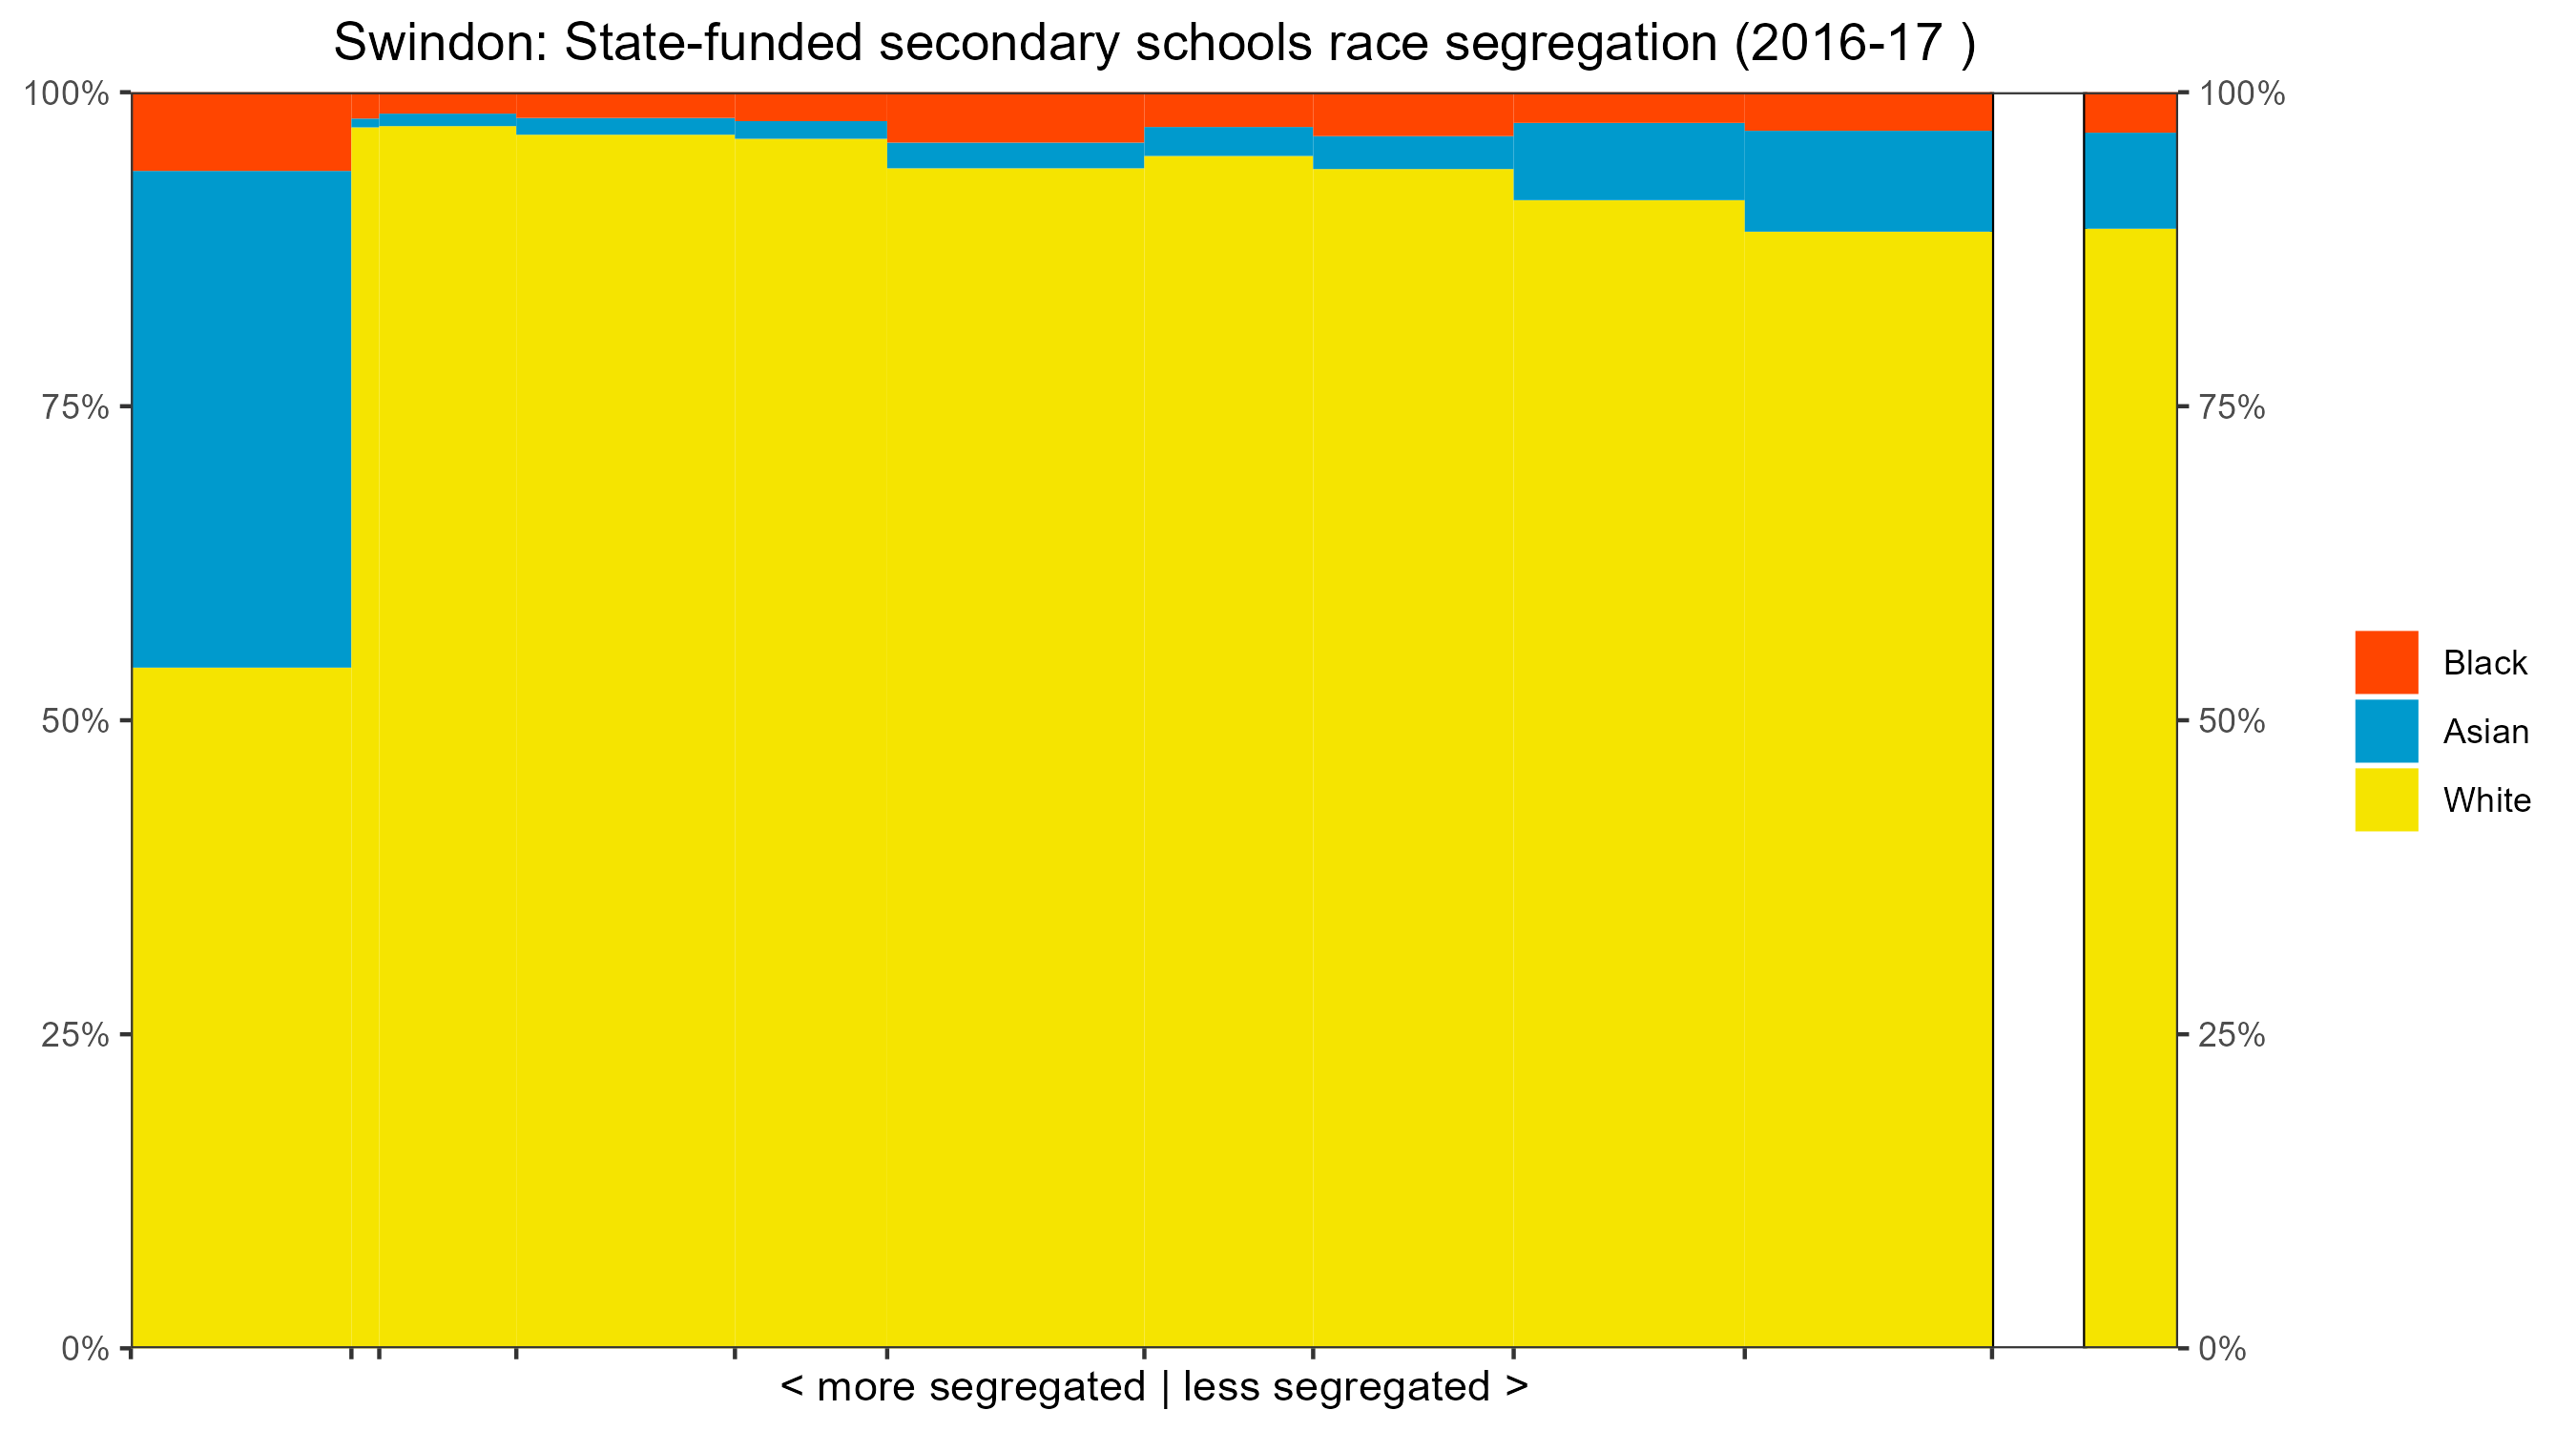 Swindon: State-funded secondary schools race segregation (2016-17 )
100%
75%
50%
25%
0%
100%
75%
50%
25%
0%
Black
Asian
White
< more segregated | less segregated >